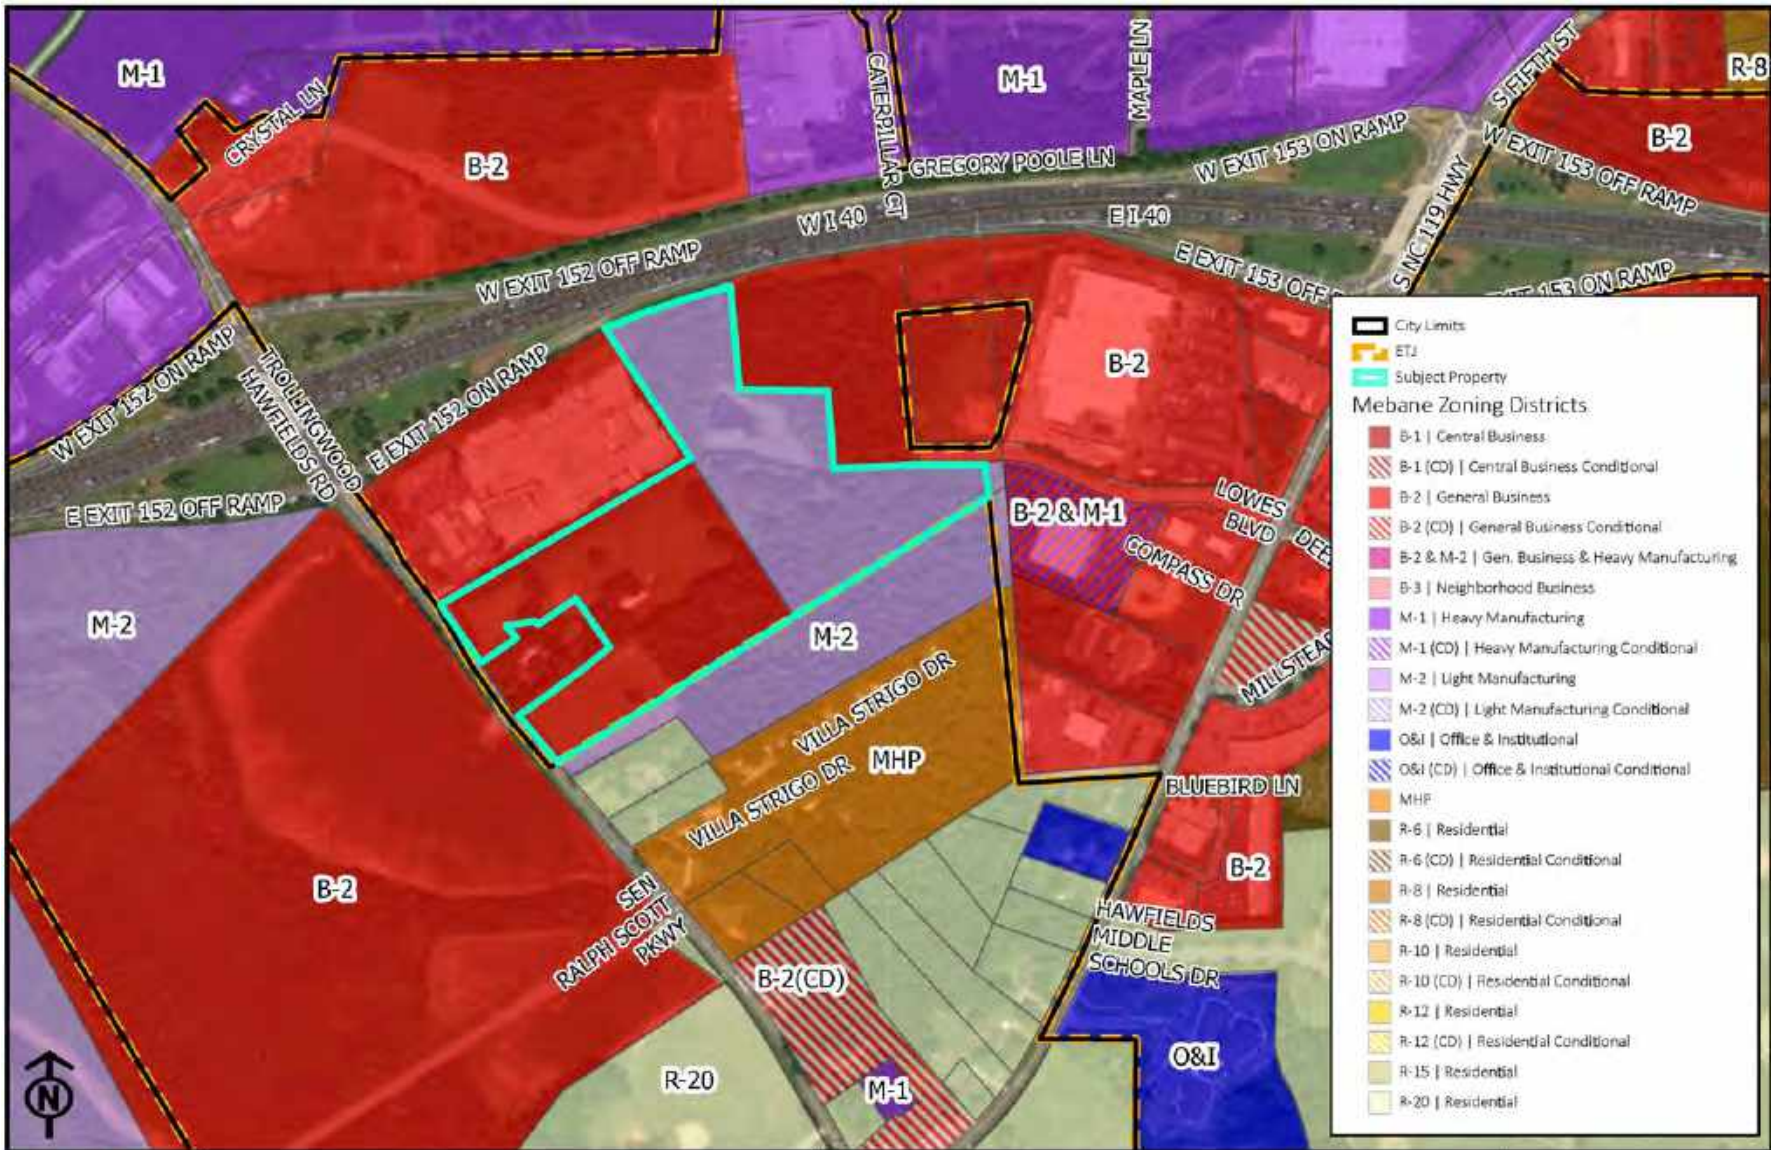 M-1
CRYSTAL LN
B-2
CATERPILLAR CT
M-1
MAPLE LN
GREGORY POOLE LN
W EXIT 153 ON RAMP
S FIFTH ST
R-8
B-2
W EXIT 153 OFF RAMP
S NC 119 HWY
W I 40
E I 40
W EXIT 152 OFF RAMP
E EXIT 153 OFF
153 ON RAMP
W EXIT 152 ON RAMP
TROLLINGWOOD
HAWFIELDS RD
E EXIT 152 ON RAMP
E EXIT 152 OFF RAMP
B-2
B-2 & M-1
LOWES
BLVD
DEE
COMPASS DR
MILLSTEA
M-2
M-2
VILLA STRIGO DR
VILLA STRIGO DR
MHP
BLUEBIRD LN
B-2
B-2
SEN
RALPH SCOTT
PKWY
HAWFIELDS
MIDDLE
SCHOOLS DR
B-2(CD)
R-20
M-1
O&I
N
City Limits
ETJ
Subject Property
Mebane Zoning Districts
B-1 | Central Business
B-1 (CD) | Central Business Conditional
B-2 | General Business
B-2 (CD) | General Business Conditional
B-2 & M-2 | Gen. Business & Heavy Manufacturing
B-3 | Neighborhood Business
M-1 | Heavy Manufacturing
M-1 (CD) | Heavy Manufacturing Conditional
M-2 | Light Manufacturing
M-2 (CD) | Light Manufacturing Conditional
O&I | Office & Institutional
O&I (CD) | Office & Institutional Conditional
MHP
R-6 | Residential
R-6 (CD) | Residential Conditional
R-8 | Residential
R-8 (CD) | Residential Conditional
R-10 | Residential
R-10 (CD) | Residential Conditional
R-12 | Residential
R-12 (CD) | Residential Conditional
R-15 | Residential
R-20 | Residential